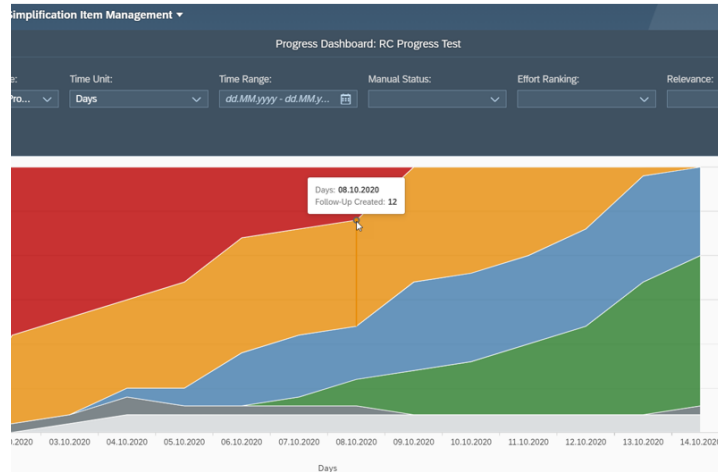 Simplification Item Management
Progress Dashboard: RC Progress Test
e: Time Unit: Time Range: Manual Status: Effort Ranking: Relevance:
Pro... Days dd.MM.yyyy - dd.MM.y...
Days: 08.10.2020
Follow-Up Created: 12
.2020 03.10.2020 04.10.2020 05.10.2020 06.10.2020 07.10.2020 08.10.2020 09.10.2020 10.10.2020 11.10.2020 12.10.2020 13.10.2020 14.10.2020
Days